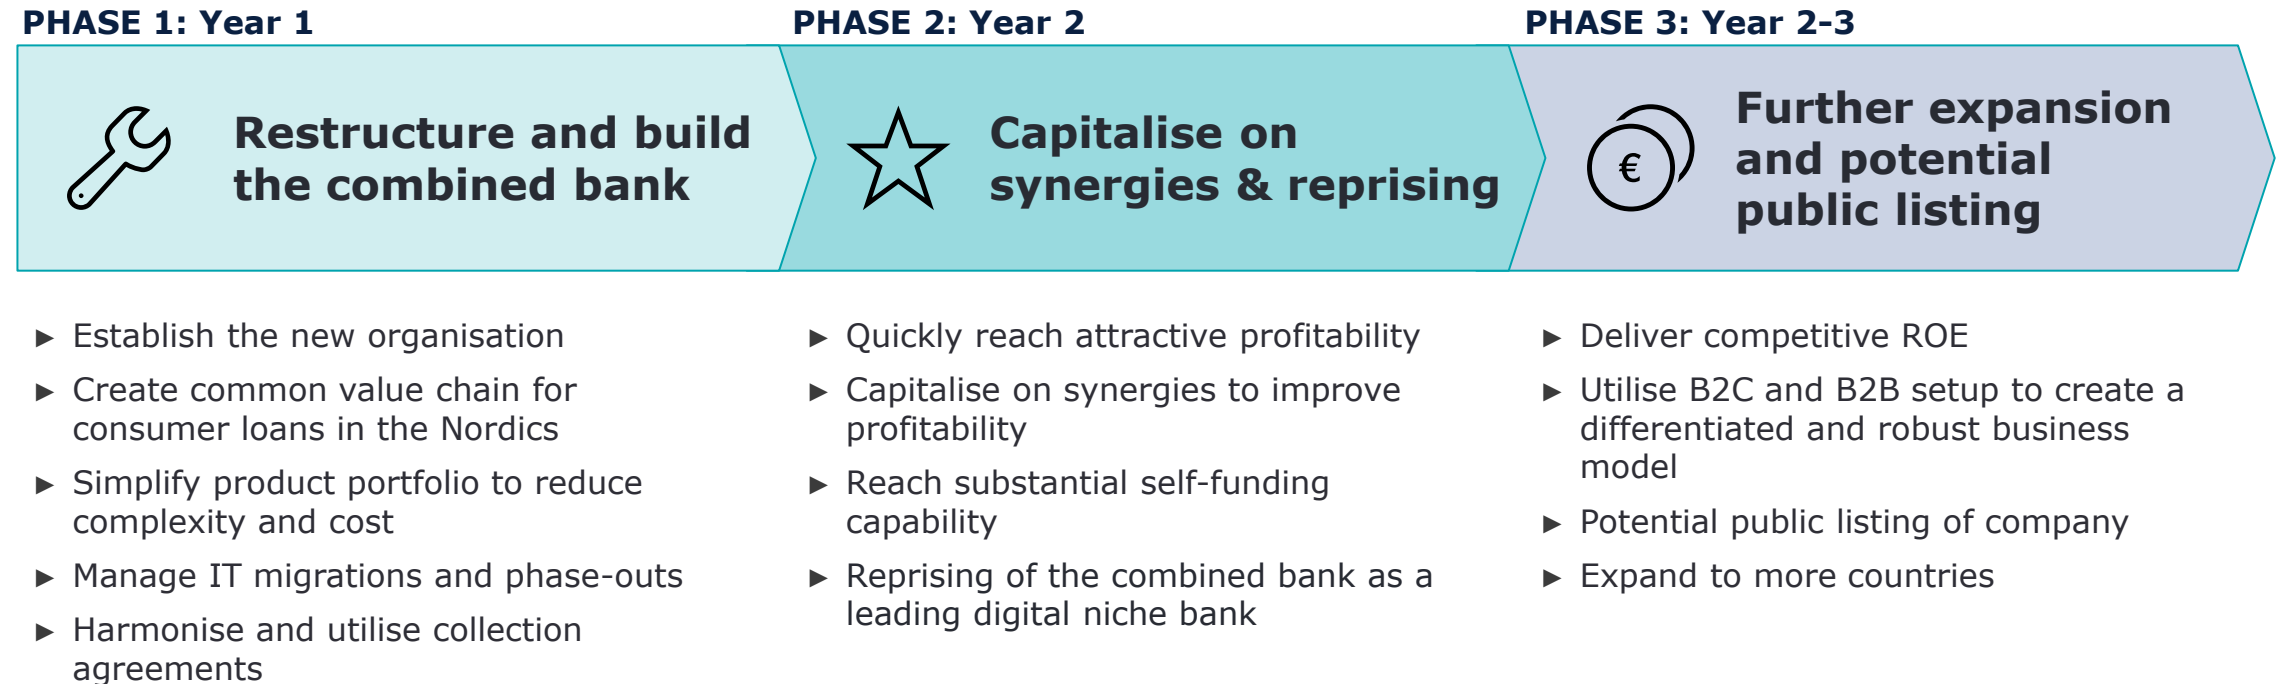 PHASE 1: Year 1
Restructure and build
the combined bank
► Establish the new organisation
► Create common value chain for
consumer loans in the Nordics
► Simplify product portfolio to reduce
complexity and cost
► Manage IT migrations and phase-outs
► Harmonise and utilise collection
agreements
PHASE 2: Year 2
Capitalise on
synergies & reprising
► Quickly reach attractive profitability
► Capitalise on synergies to improve
profitability
► Reach substantial self-funding
capability
► Reprising of the combined bank as a
leading digital niche bank
PHASE 3: Year 2-3
€
Further expansion
and potential
public listing
► Deliver competitive ROE
► Utilise B2C and B2B setup to create a
differentiated and robust business
model
► Potential public listing of company
► Expand to more countries